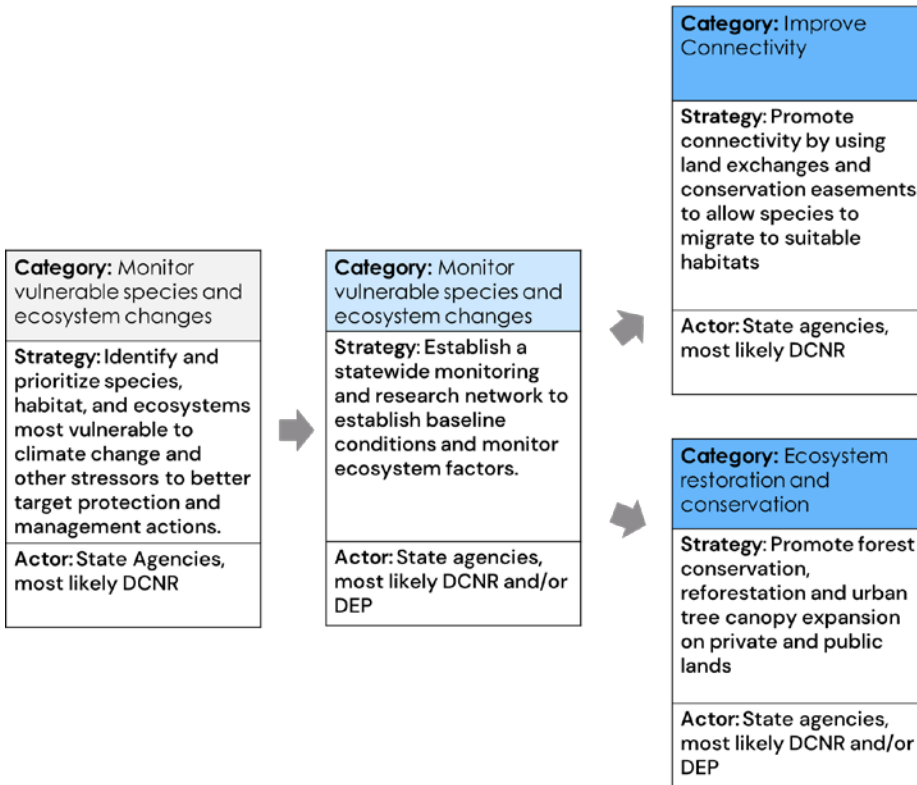 Category: Monitor
vulnerable species and
ecosystem changes
Strategy: Identify and
prioritize species,
habitat, and ecosystems
most vulnerable to
climate change and
other stressors to better
target protection and
management actions.
Actor: State Agencies,
most likely DCNR
Category: Monitor
vulnerable species and
ecosystem changes
Strategy: Establish a
statewide monitoring
and research network to
establish baseline
conditions and monitor
ecosystem factors.
Actor: State agencies,
most likely DCNR and/or
DEP
Category: Improve
Connectivity
Strategy: Promote
connectivity by using
land exchanges and
conservation easements
to allow species to
migrate to suitable
habitats
Actor: State agencies,
most likely DCNR
Category: Ecosystem
restoration and
conservation
Strategy: Promote forest
conservation,
reforestation and urban
tree canopy expansion
on private and public
lands
Actor: State agencies,
most likely DCNR and/or
DEP